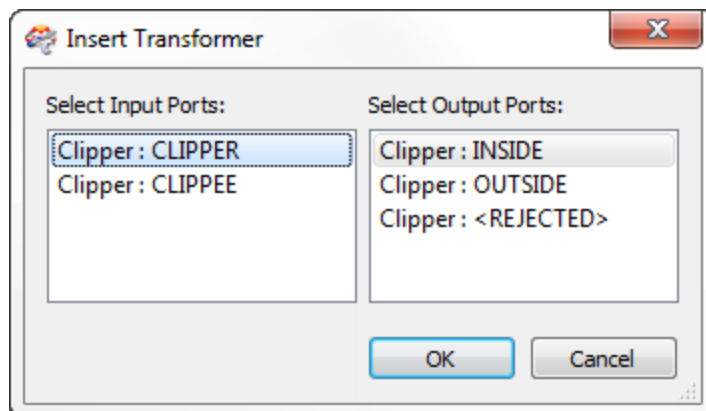 Insert Transformer
Select Input Ports:
Clipper : CLIPPER
Clipper : CLIPPEE
Select Output Ports:
Clipper : INSIDE
Clipper : OUTSIDE
Clipper : <REJECTED>
OK
Cancel